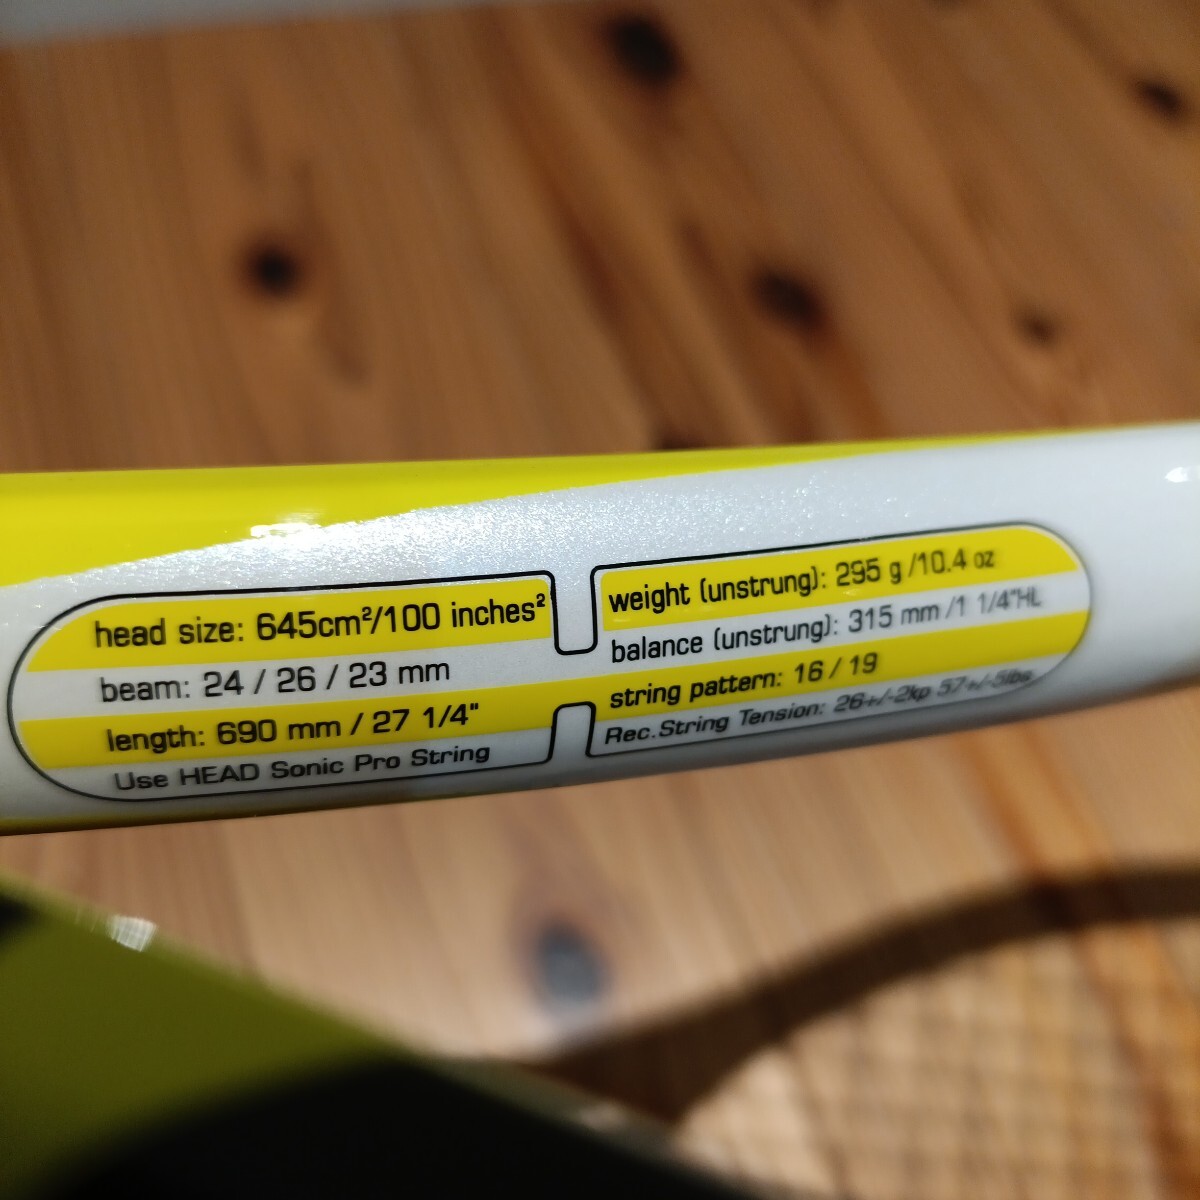 head size: 645cm²/100 inches²
beam: 24 / 26 / 23 mm
length: 690 mm / 27 1/4"
Use HEAD Sonic Pro String
weight (unstrung): 295 g /10.4 oz
balance (unstrung): 315 mm /1 1/4"HL
string pattern: 16 / 19
Rec.String Tension: 26+/-2kp 57+/-5lbs